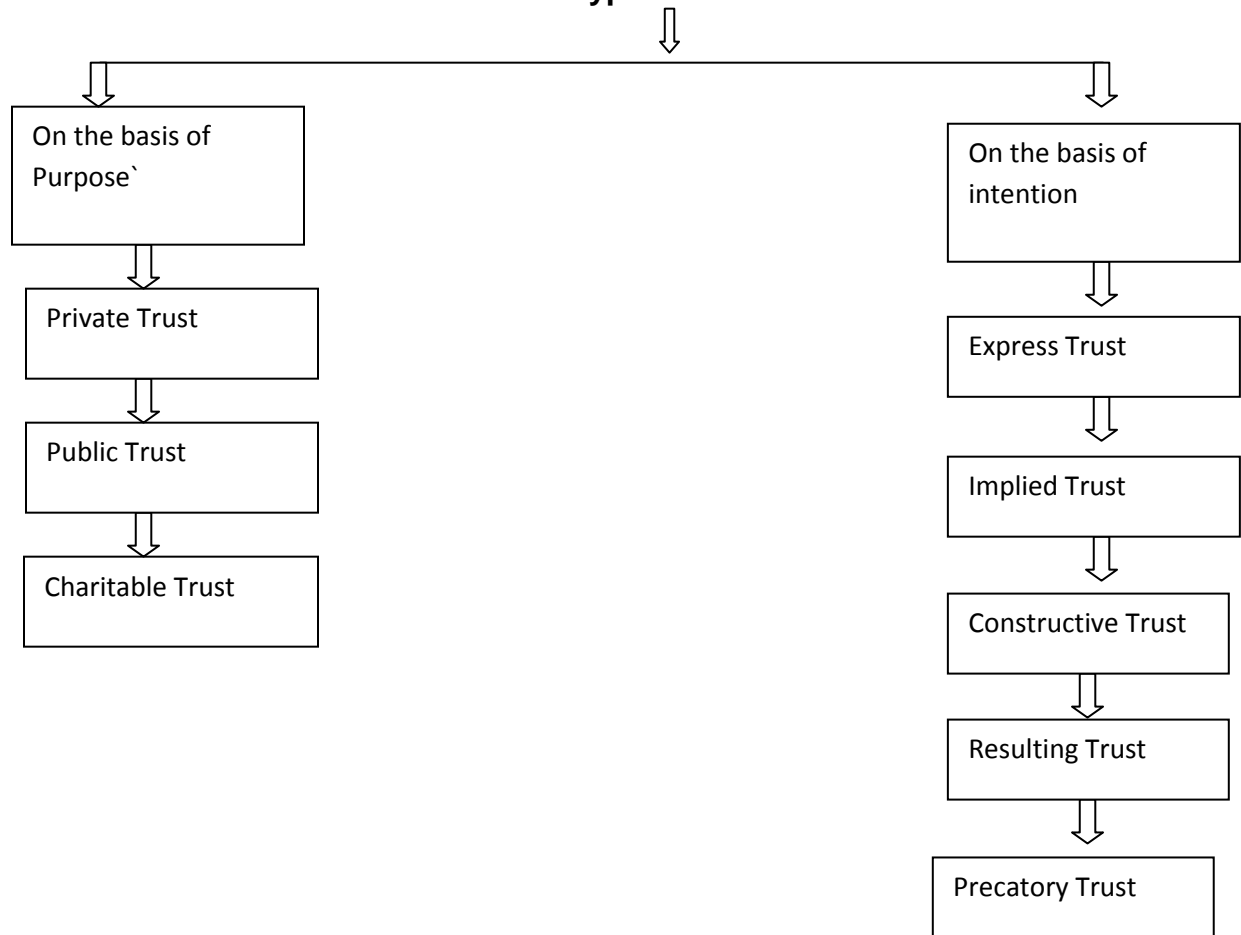 On the basis of
Purpose`
Private Trust
Public Trust
Charitable Trust
On the basis of
intention
Express Trust
Implied Trust
Constructive Trust
Resulting Trust
Precatory Trust